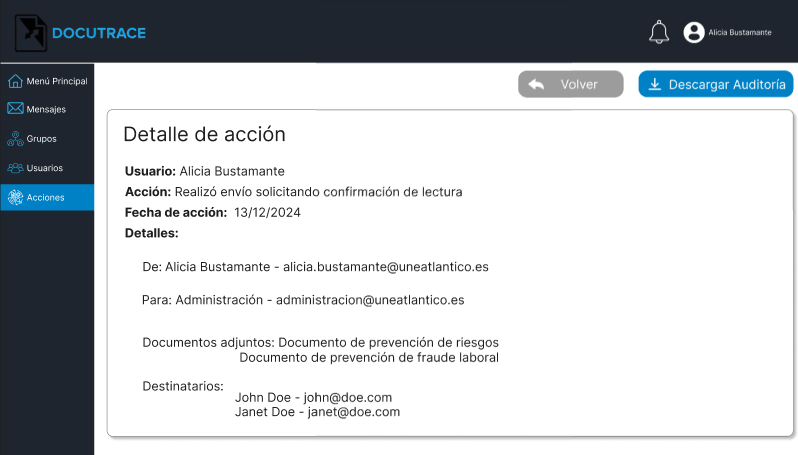 DOCUTRACE
Alicia Bustamante
Menú Principal
Mensajes
Grupos
Usuarios
Acciones
Volver
Descargar Auditoría
Detalle de acción
Usuario: Alicia Bustamante
Acción: Realizó envío solicitando confirmación de lectura
Fecha de acción: 13/12/2024
Detalles:
De: Alicia Bustamante - alicia.bustamante@uneatlantico.es
Para: Administración - administracion@uneatlantico.es
Documentos adjuntos: Documento de prevención de riesgos
Documento de prevención de fraude laboral
Destinatarios:
John Doe - john@doe.com
Janet Doe - janet@doe.com